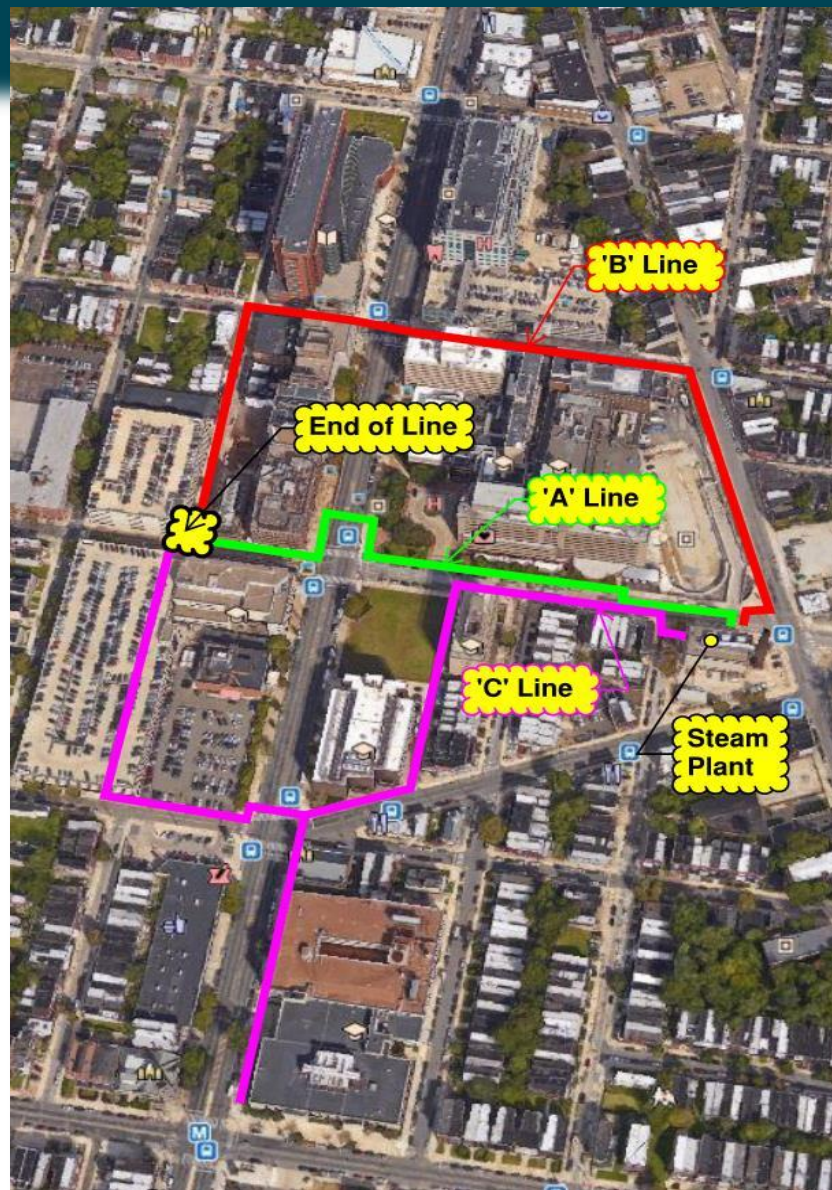 'B' Line
End of Line
'A' Line
'C' Line
Steam
Plant
H
M